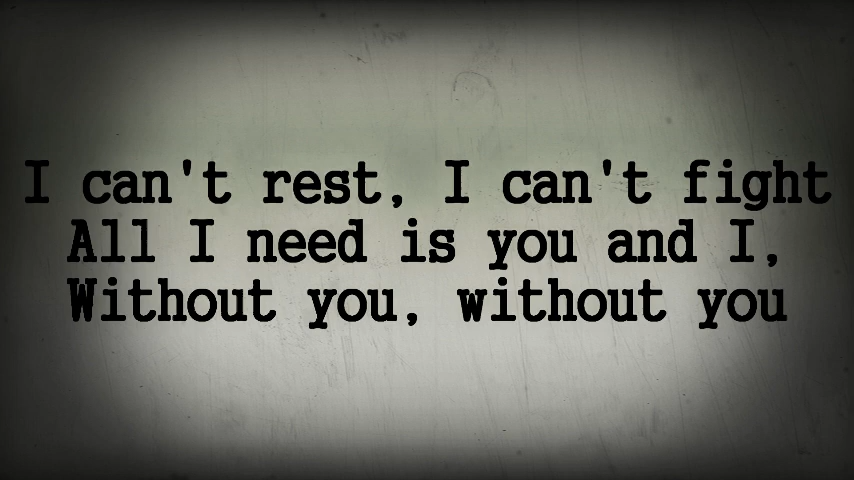 I can't rest, I can't fight
All I need is you and I,
Without you, without you